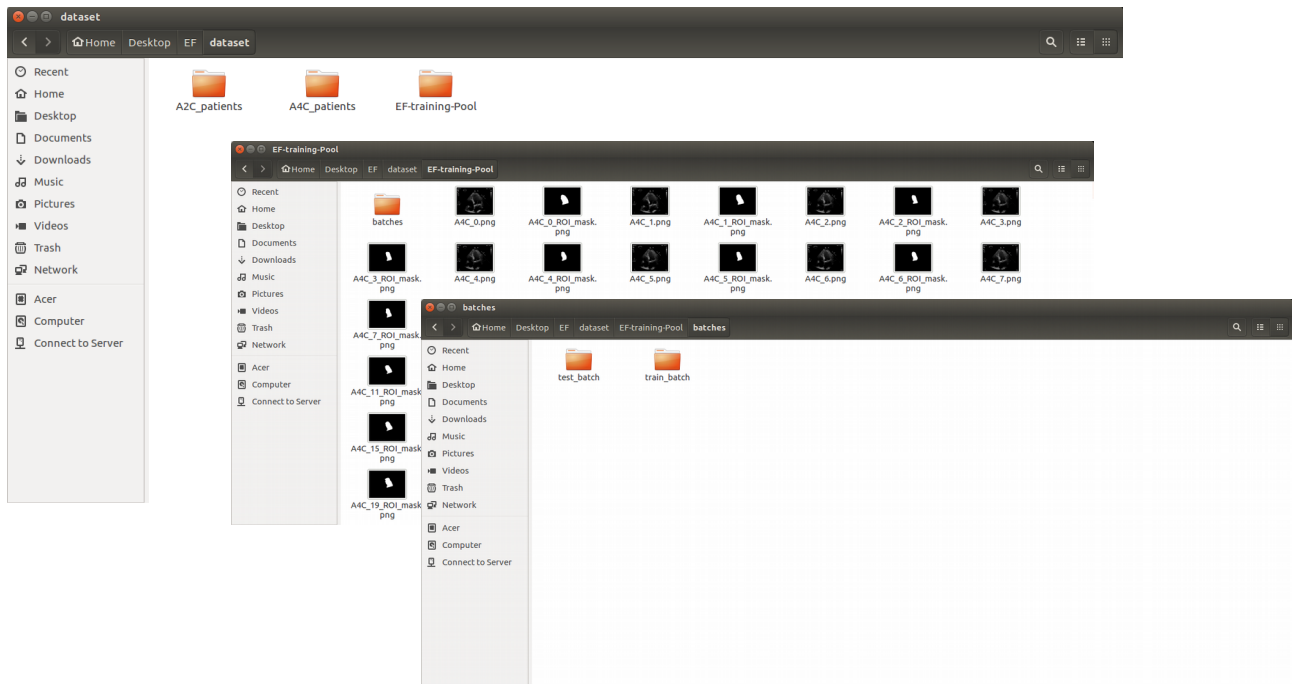 dataset
Home Desktop EF dataset
Recent
Home
Desktop
Documents
Downloads
Music
Pictures
Videos
Trash
Network
Acer
Computer
Connect to Server
A2C_patients A4C_patients EF-training-Pool
EF-training-Pool
Home Desktop EF dataset EF-training-Pool
Recent
Home
Desktop
Documents
Downloads
Music
Pictures
Videos
Trash
Network
Acer
Computer
Connect to Server
batches A4C_0.png A4C_0_ROI_mask. A4C_1.png A4C_1_ROI_mask. A4C_2.png A4C_2_ROI_mask. A4C_3.png
png png png
A4C_3_ROI_mask. A4C_4.png A4C_4_ROI_mask. A4C_5.png A4C_5_ROI_mask. A4C_6.png A4C_6_ROI_mask. A4C_7.png
png png png png
A4C_7_ROI_mask.
png
A4C_11_ROI_mask
png
A4C_15_ROI_mask
png
A4C_19_ROI_mask
png
batches
Home Desktop EF dataset EF-training-Pool batches
Recent
Home
Desktop
Documents
Downloads
Music
Pictures
Videos
Trash
Network
Acer
Computer
Connect to Server
test_batch train_batch